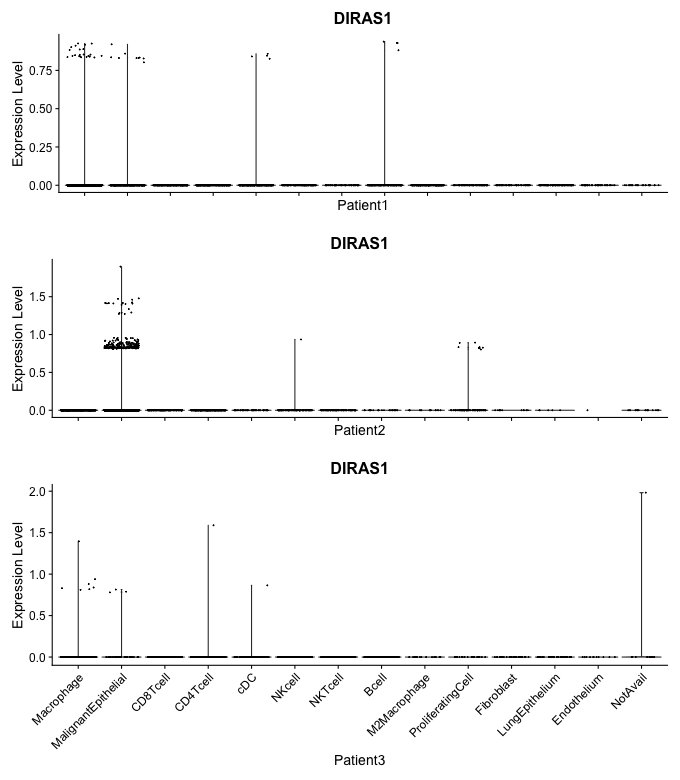 DIRAS1
Expression Level
0.75
0.50
0.25
0.00
Patient1
DIRAS1
Expression Level
1.5
1.0
0.5
0.0
Patient2
DIRAS1
Expression Level
2.0
1.5
1.0
0.5
0.0
Macrophage
MalignantEpithelial
CD8Tcell
CD4Tcell
cDC
NKcell
NKTcell
Bcell
M2Macrophage
ProliferatingCell
Fibroblast
LungEpithelium
Endothelium
NotAvail
Patient3